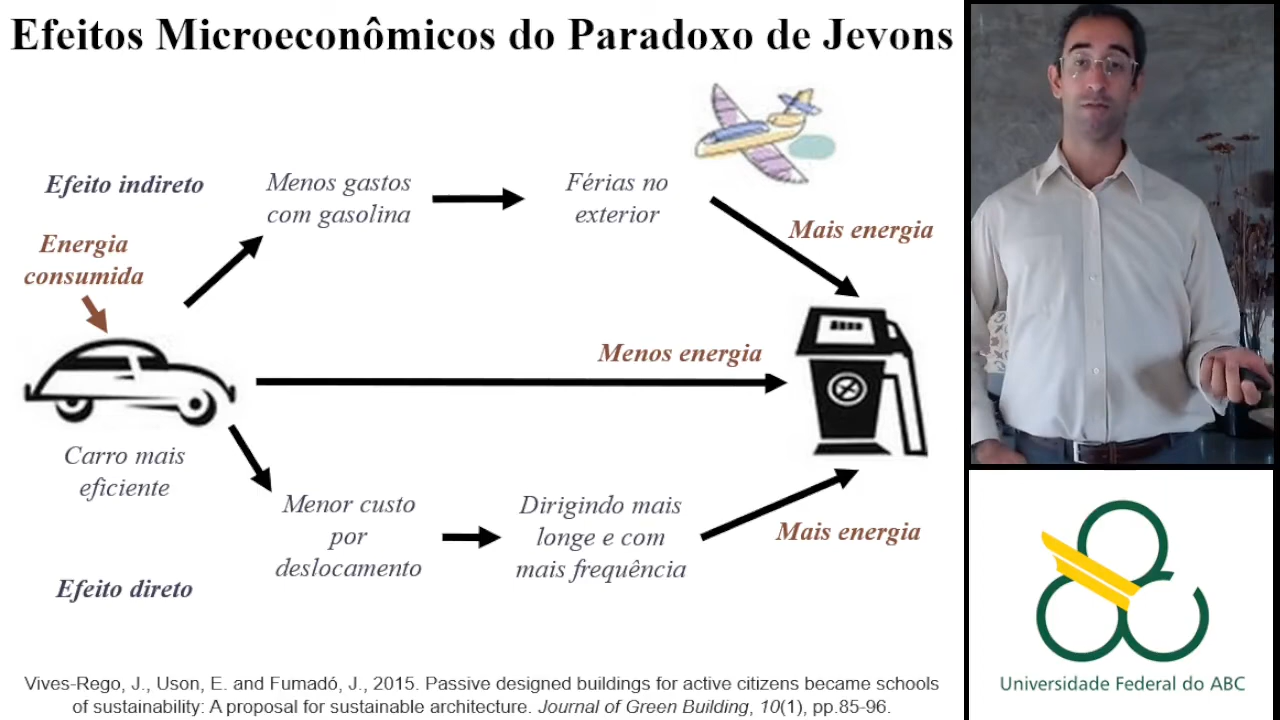 Efeitos Microeconômicos do Paradoxo de Jevons
Efeito indireto
Menos gastos
com gasolina
Férias no
exterior
Mais energia
Energia
consumida
Menos energia
Carro mais
eficiente
Menor custo
por
deslocamento
Dirigindo mais
longe e com
mais frequência
Mais energia
Efeito direto
Vives-Rego, J., Uson, E. and Fumadó, J., 2015. Passive designed buildings for active citizens became schools
of sustainability: A proposal for sustainable architecture. Journal of Green Building, 10(1), pp.85-96.
Universidade Federal do ABC